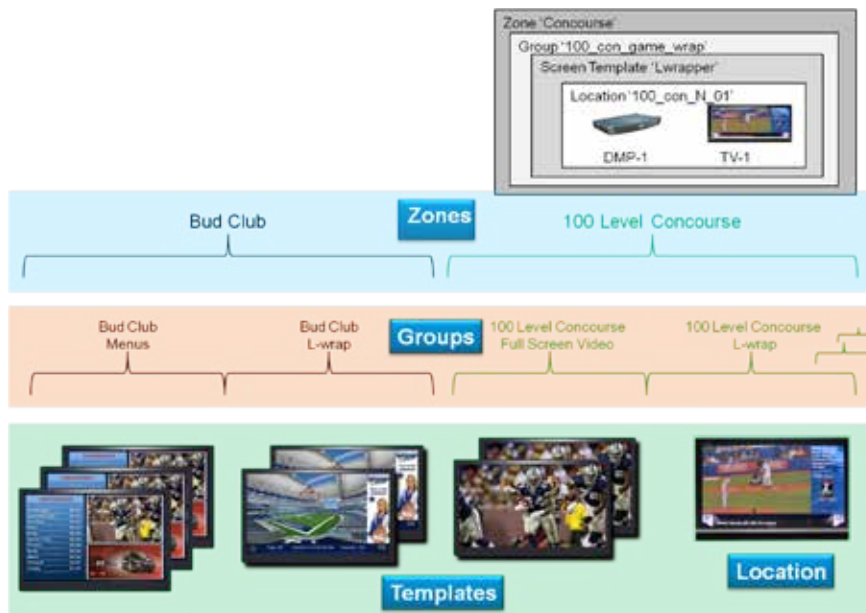 Zone 'Concourse'
Group '100_con_game_wrap'
Screen Template 'Lwrapper'
Location '100_con_N_01'
DMP-1
TV-1
Zones
Bud Club
100 Level Concourse
Groups
Bud Club
Menus
Bud Club
L-wrap
100 Level Concourse
Full Screen Video
100 Level Concourse
L-wrap
Templates
Location